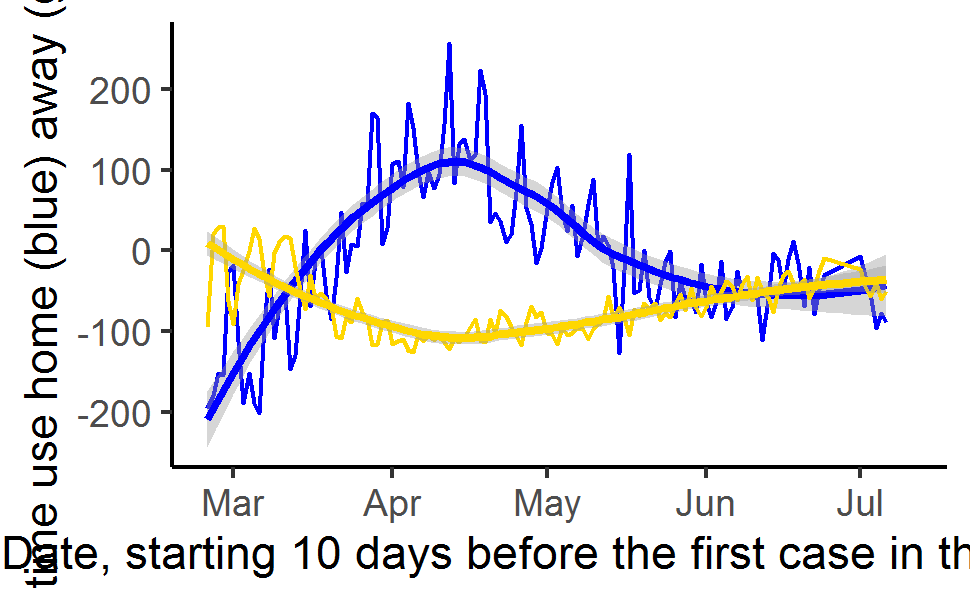 time use home (blue) away (
200
100
0
-100
-200
Mar Apr May Jun Jul
Date, starting 10 days before the first case in th